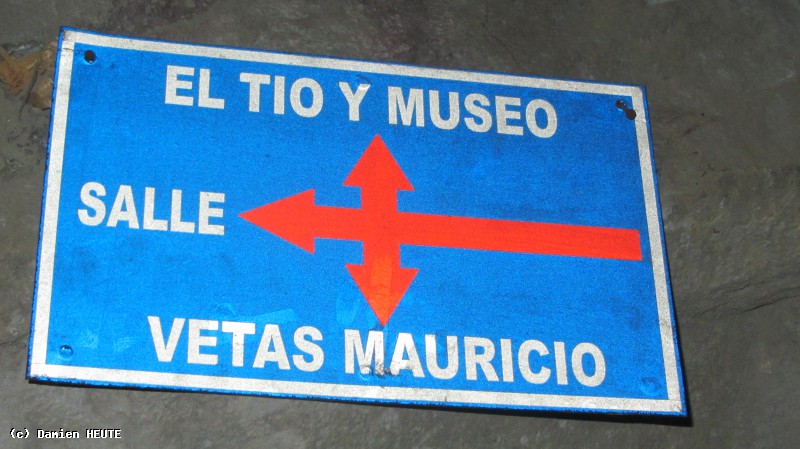 EL TIO Y MUSEO
SALLE
VETAS MAURICIO
(c) Damien HEUTE